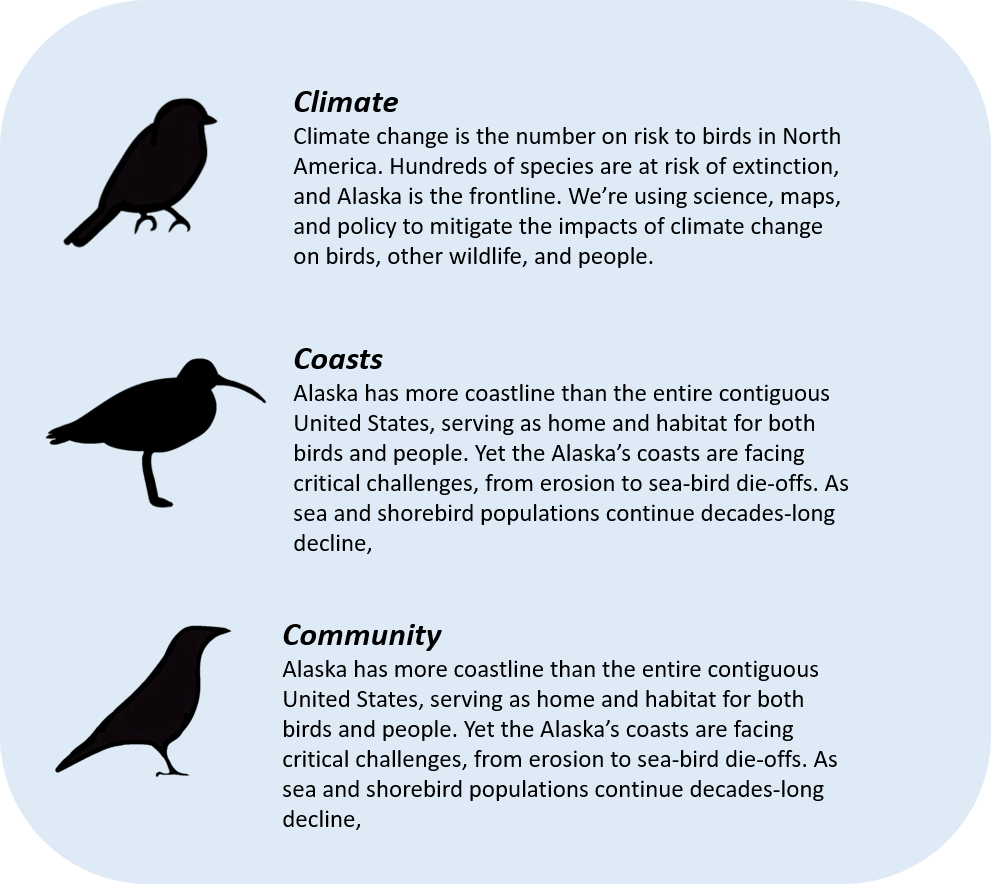 Climate
Climate change is the number on risk to birds in North
America. Hundreds of species are at risk of extinction,
and Alaska is the frontline. We’re using science, maps,
and policy to mitigate the impacts of climate change
on birds, other wildlife, and people.
Coasts
Alaska has more coastline than the entire contiguous
United States, serving as home and habitat for both
birds and people. Yet the Alaska’s coasts are facing
critical challenges, from erosion to sea-bird die-offs. As
sea and shorebird populations continue decades-long
decline,
Community
Alaska has more coastline than the entire contiguous
United States, serving as home and habitat for both
birds and people. Yet the Alaska’s coasts are facing
critical challenges, from erosion to sea-bird die-offs. As
sea and shorebird populations continue decades-long
decline,